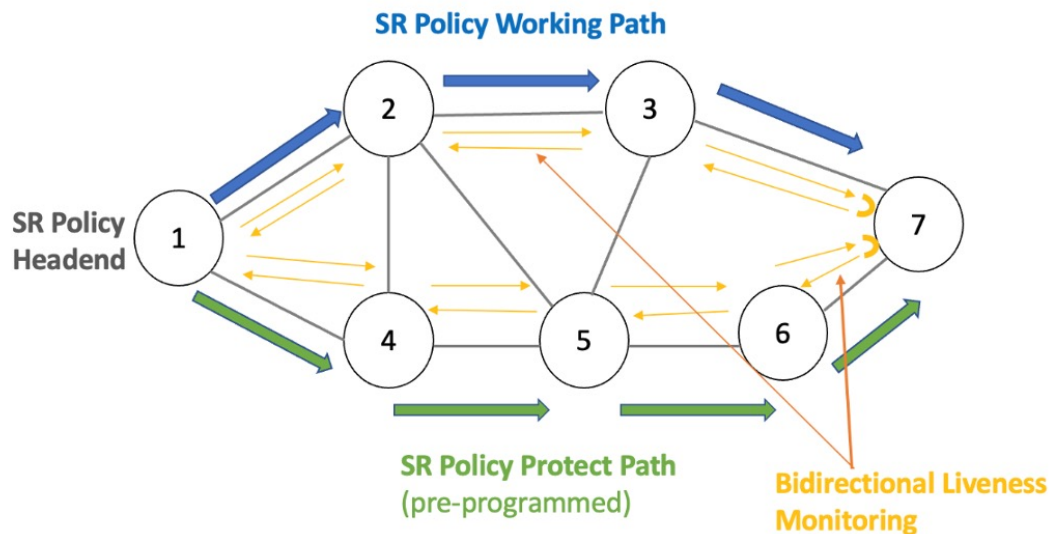 SR Policy Working Path
2
3
SR Policy
Headend
1
7
4
5
6
SR Policy Protect Path
(pre-programmed)
Bidirectional Liveness
Monitoring